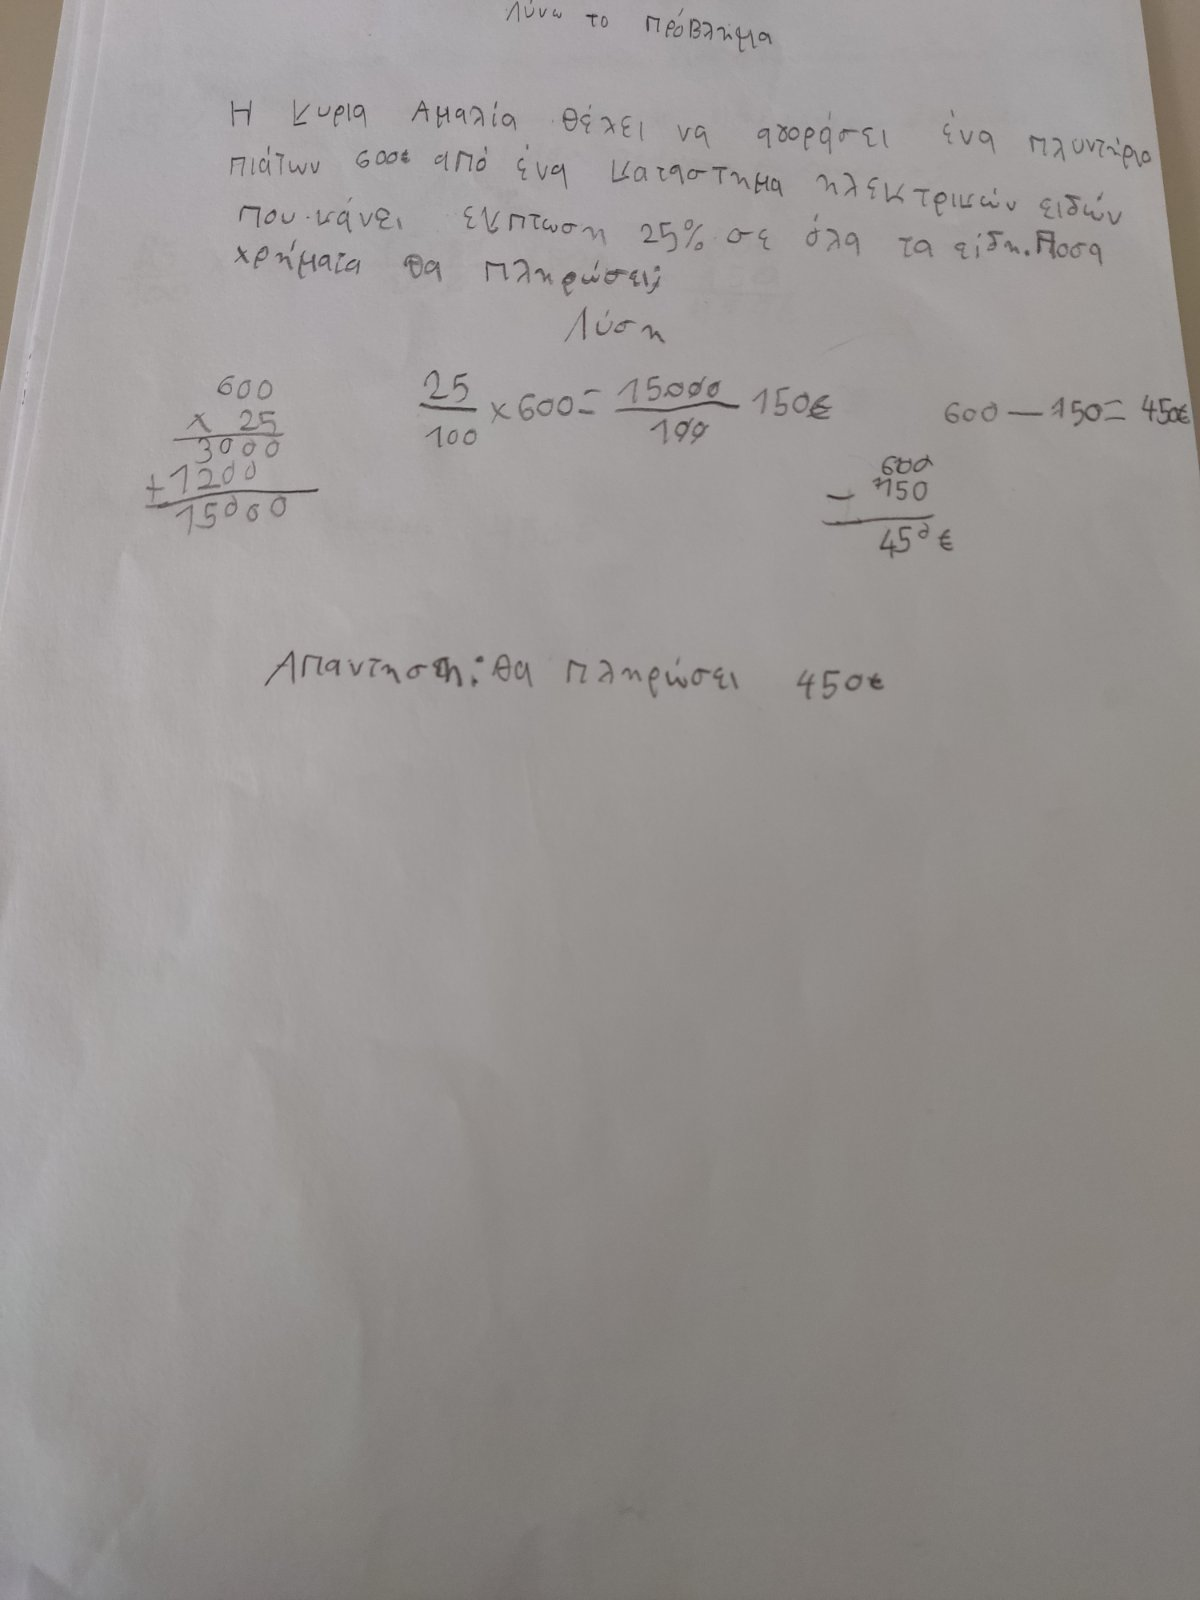 Λύνω το πρόβλημα
Η Κυρια Αμαλία θέλει να αγοράσει ένα πλυντήριο
πιάτων 600€ από ένα καταστημα ηλεκτρικών ειδών
που κάνει εκπτωση 25% σε όλα τα είδη. Ποσα
χρήματα θα πληρώσει;
Λύση
600
x 25
3000
+1200
15000
25/100 x 600 = 15000/100 150€
600 — 150 = 450€
600
- 150
450€
Απαντηση: θα πληρώσει 450€